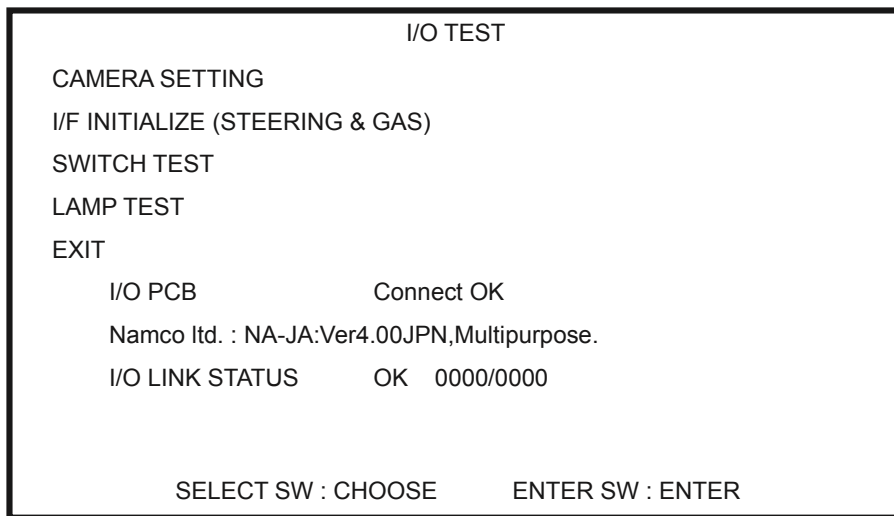 I/O TEST
CAMERA SETTING
I/F INITIALIZE (STEERING & GAS)
SWITCH TEST
LAMP TEST
EXIT
I/O PCB Connect OK
Namco ltd. : NA-JA:Ver4.00JPN,Multipurpose.
I/O LINK STATUS OK 0000/0000
SELECT SW : CHOOSE ENTER SW : ENTER